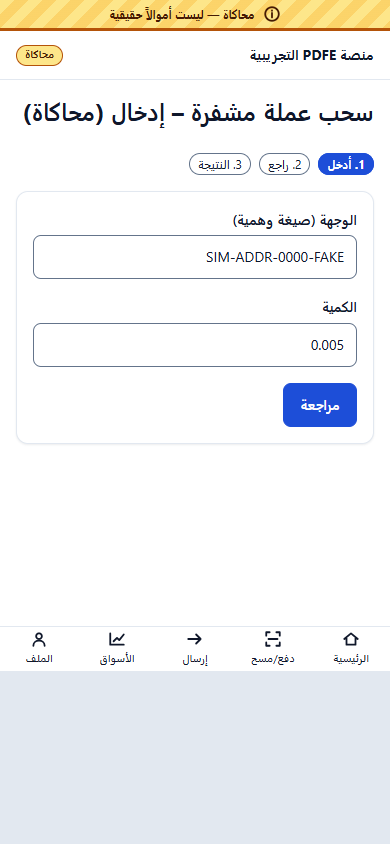 محاكاة — ليست أموالاً حقيقية
منصة PDFE التجريبية
محاكاة
سحب عملة مشفرة – إدخال (محاكاة)
1. أدخل
2. راجع
3. النتيجة
الوجهة (صيغة وهمية)
SIM-ADDR-0000-FAKE
الكمية
0.005
مراجعة
الرئيسية
دفع/مسح
إرسال
الأسواق
الملف